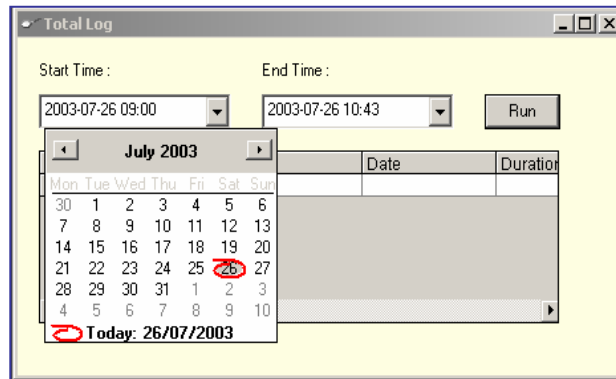 Total Log
Start Time : End Time :
2003-07-26 09:00 2003-07-26 10:43 Run
July 2003 Date Duration
Mon Tue Wed Thu Fri Sat Sun
30 1 2 3 4 5 6
7 8 9 10 11 12 13
14 15 16 17 18 19 20
21 22 23 24 25 26 27
28 29 30 31 1 2 3
4 5 6 7 8 9 10
Today: 26/07/2003